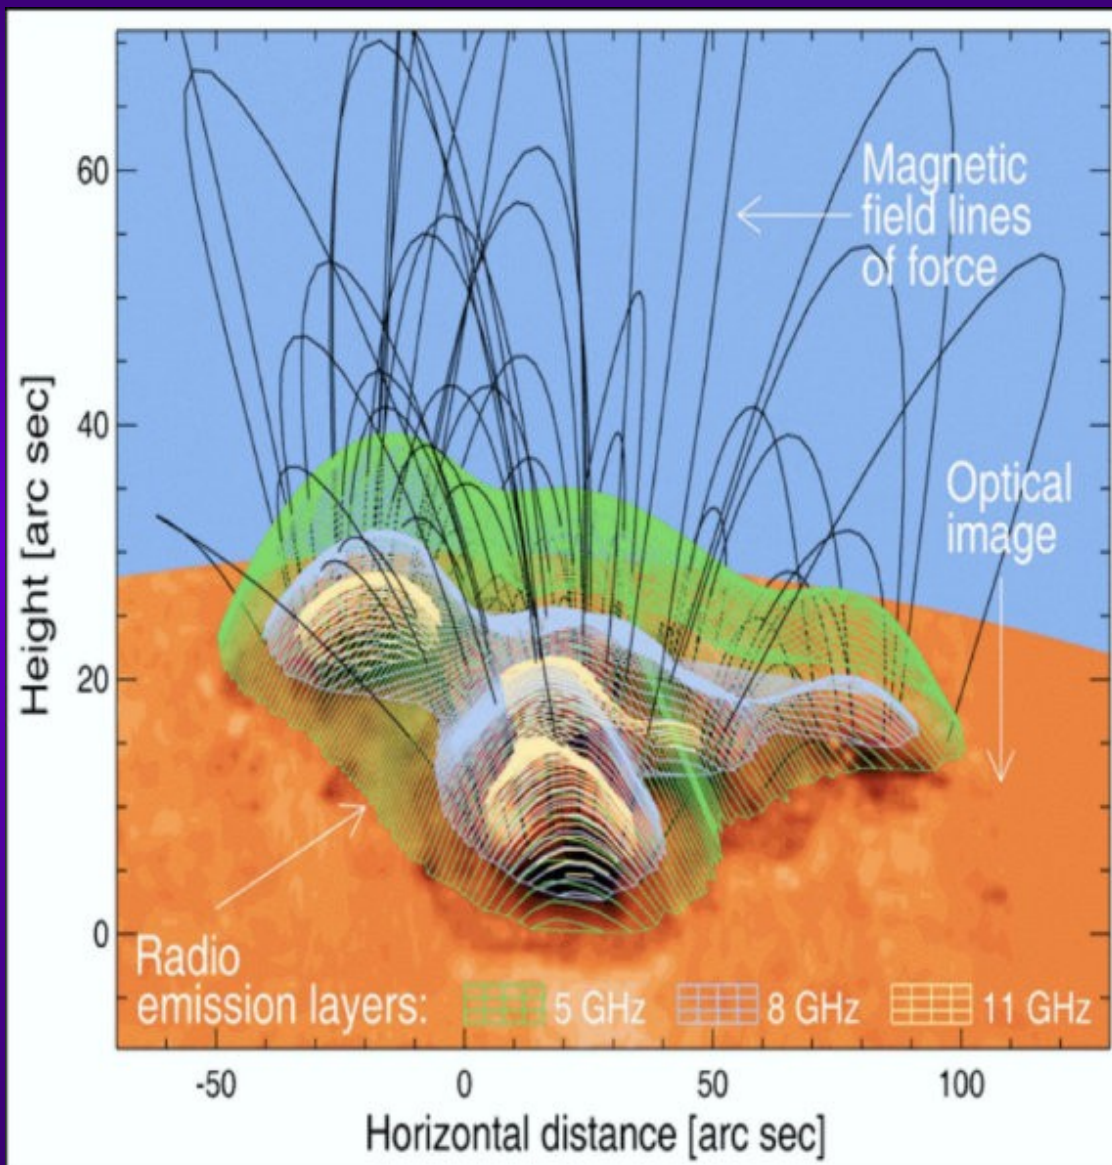 Height [arc sec]
60
40
20
0
Magnetic
field lines
of force
Optical
image
Radio
emission layers:
5 GHz
8 GHz
11 GHz
-50
0
50
100
Horizontal distance [arc sec]